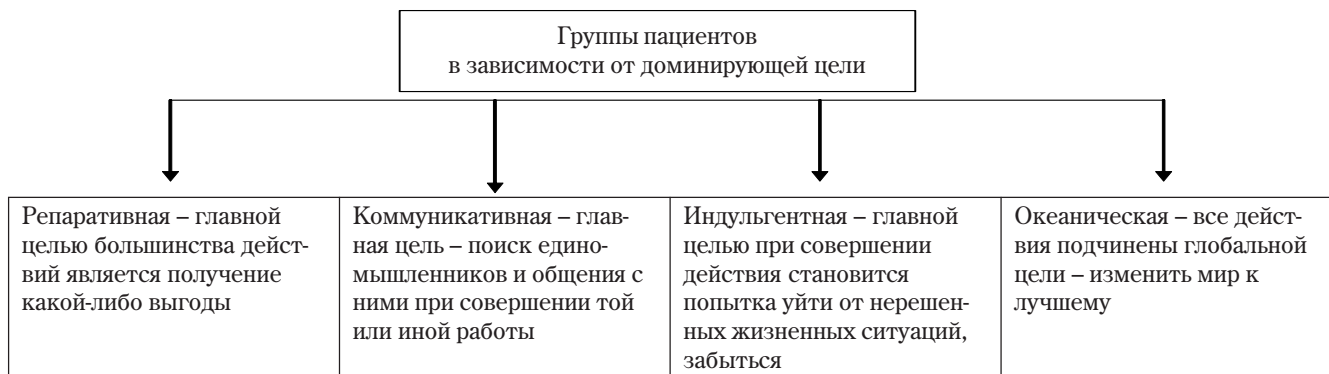 Группы пациентов
в зависимости от доминирующей цели
Репаративная – главной
целью большинства дейст-
вий является получение
какой-либо выгоды
Коммуникативная – глав-
ная цель – поиск едино-
мышленников и общения с
ними при совершении той
или иной работы
Индульгентная – главной
целью при совершении
действия становится
попытка уйти от нерешен-
ных жизненных ситуаций,
забыться
Океаническая – все дейст-
вия подчинены глобальной
цели – изменить мир к
лучшему